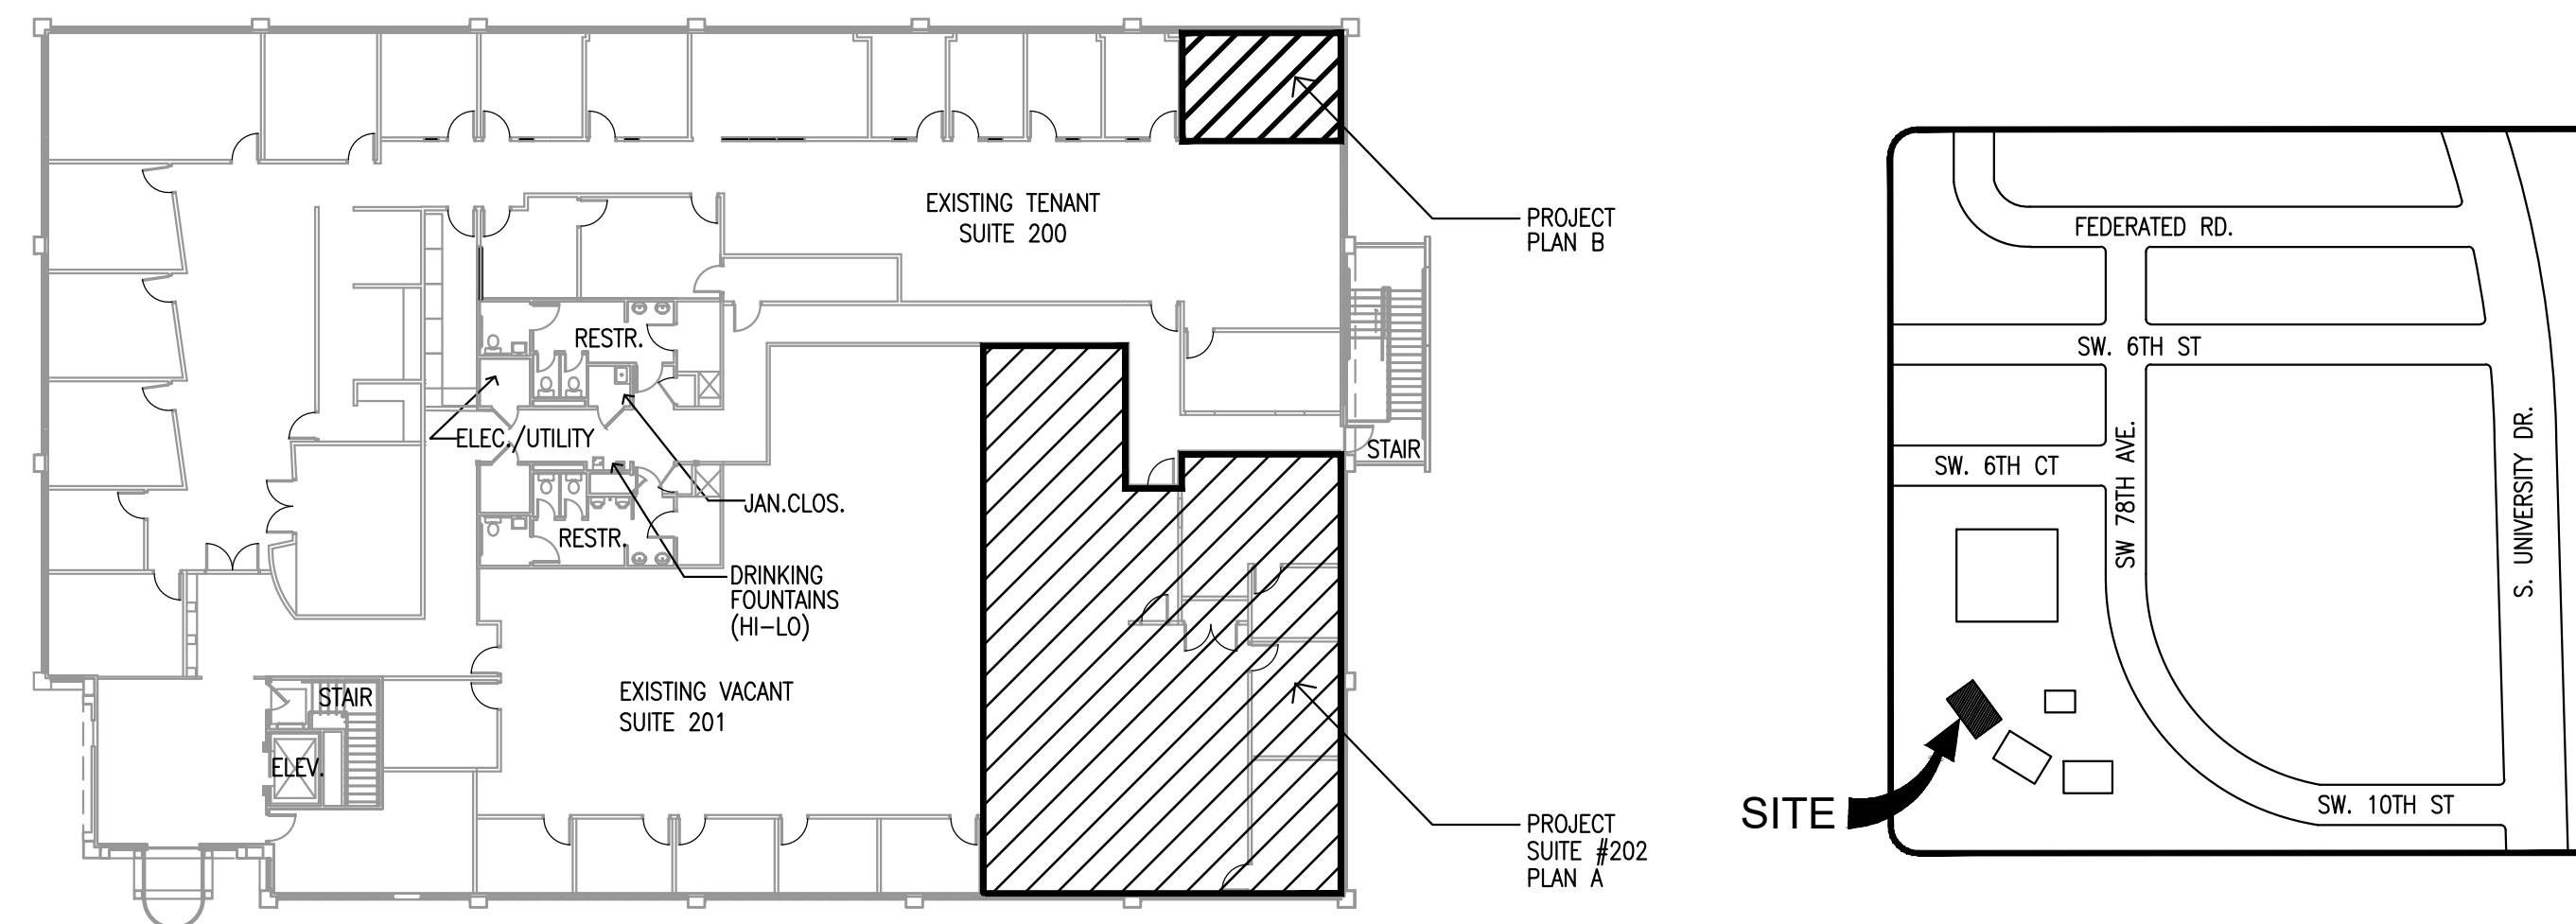 EXISTING TENANT
SUITE 200
PROJECT
PLAN B
RESTR.
ELEC./UTILITY
STAIR
JAN.CLOS.
RESTR.
DRINKING
FOUNTAINS
(HI-LO)
STAIR
EXISTING VACANT
SUITE 201
ELEV.
PROJECT
SUITE #202
PLAN A
FEDERATED RD.
SW. 6TH ST
SW. 6TH CT
SW 78TH AVE.
S. UNIVERSITY DR.
SITE
SW. 10TH ST